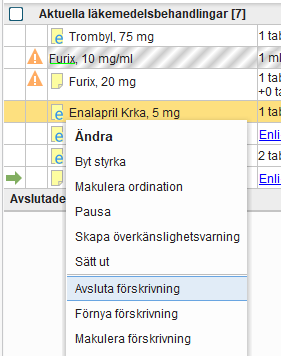 Aktuella läkemedelsbehandlingar [7]
Trombyl, 75 mg 1 tab
Furix, 10 mg/ml 1 ml
Furix, 20 mg 1 tab
+0 ta
Enalapril Krka, 5 mg 1 tab
Ändra
Enli
Byt styrka
2 tab
Makulera ordination
Enli
Avslutade
Pausa
Skapa överkänslighetsvarning
Sätt ut
Avsluta förskrivning
Förnya förskrivning
Makulera förskrivning